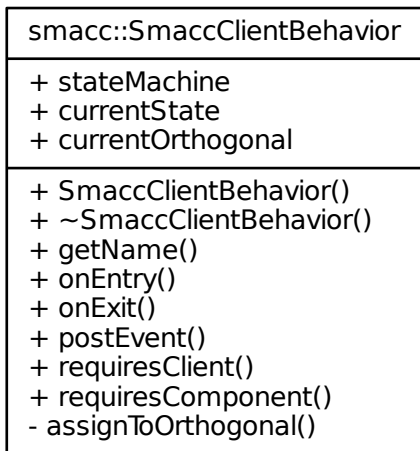 smacc::SmaccClientBehavior
+ stateMachine
+ currentState
+ currentOrthogonal
+ SmaccClientBehavior()
+ ~SmaccClientBehavior()
+ getName()
+ onEntry()
+ onExit()
+ postEvent()
+ requiresClient()
+ requiresComponent()
- assignToOrthogonal()